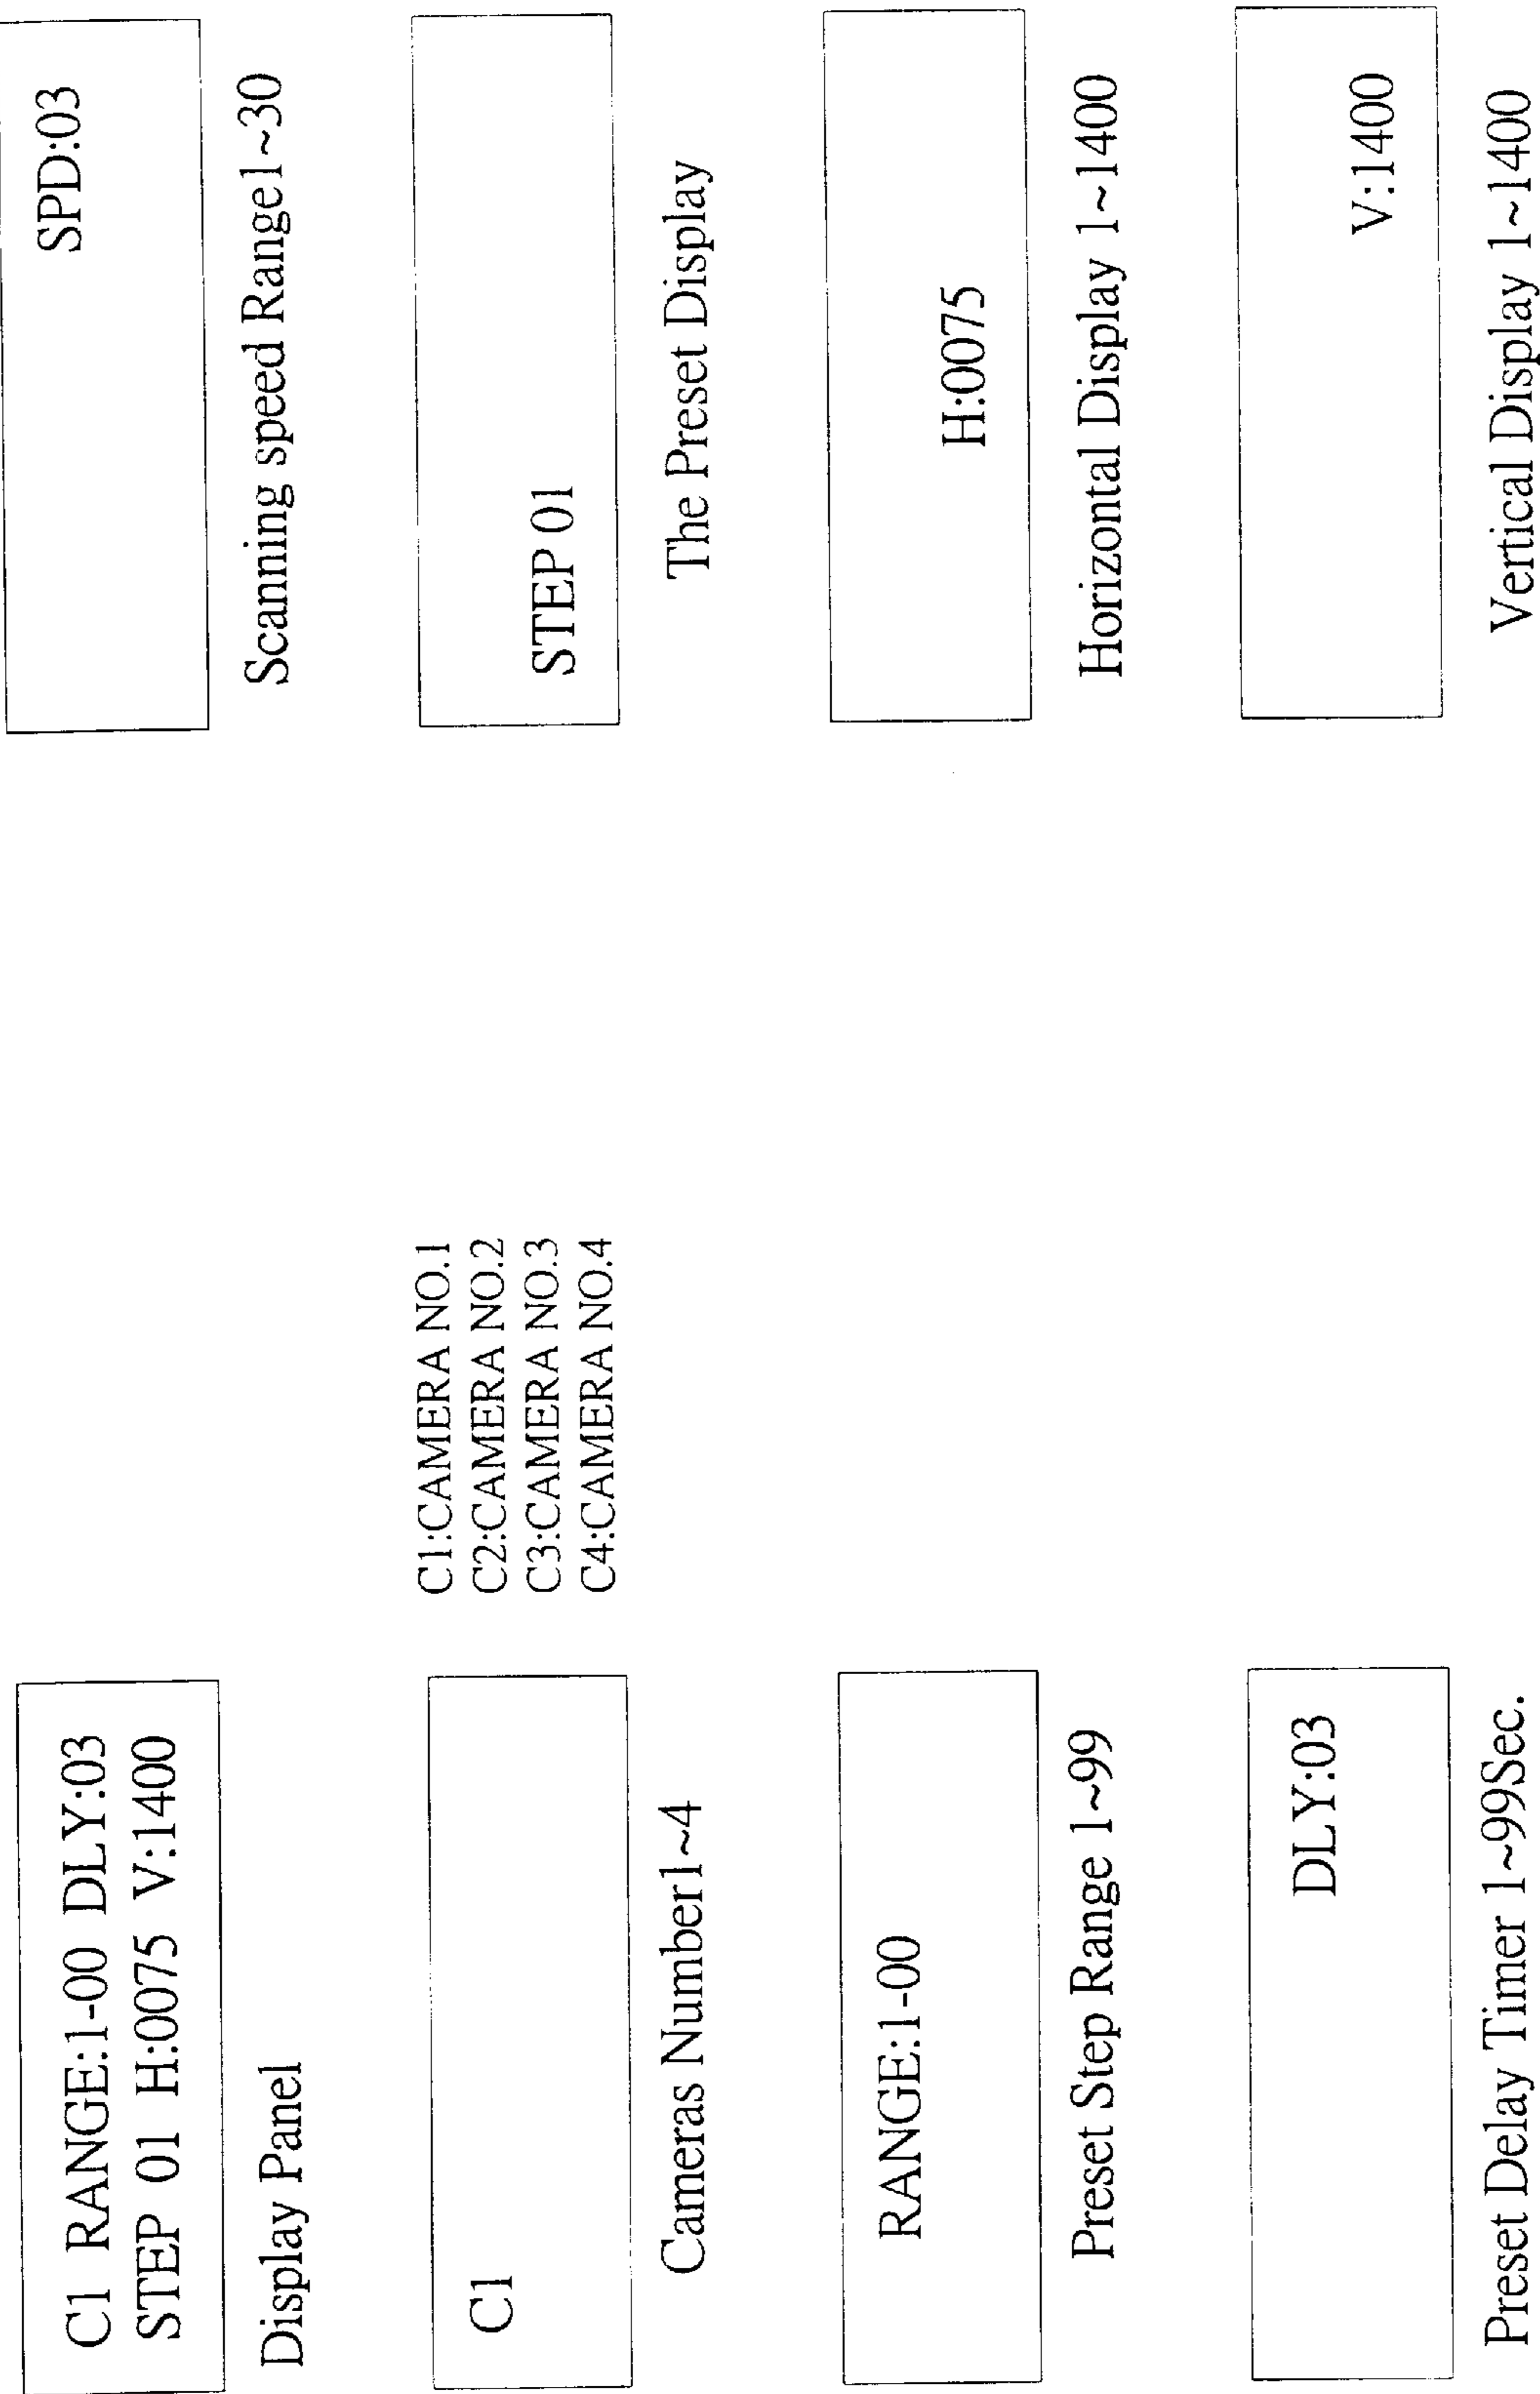 C1 RANGE:1-00 DLY:03
STEP 01 H:0075 V:1400
Display Panel
C1
C1:CAMERA NO.1
C2:CAMERA NO.2
C3:CAMERA NO.3
C4:CAMERA NO.4
Cameras Number1~4
RANGE:1-00
Preset Step Range 1~99
DLY:03
Preset Delay Timer 1~99Sec.
SPD:03
Scanning speed Range1~30
STEP 01
The Preset Display
H:0075
Horizontal Display 1~1400
V:1400
Vertical Display 1~1400